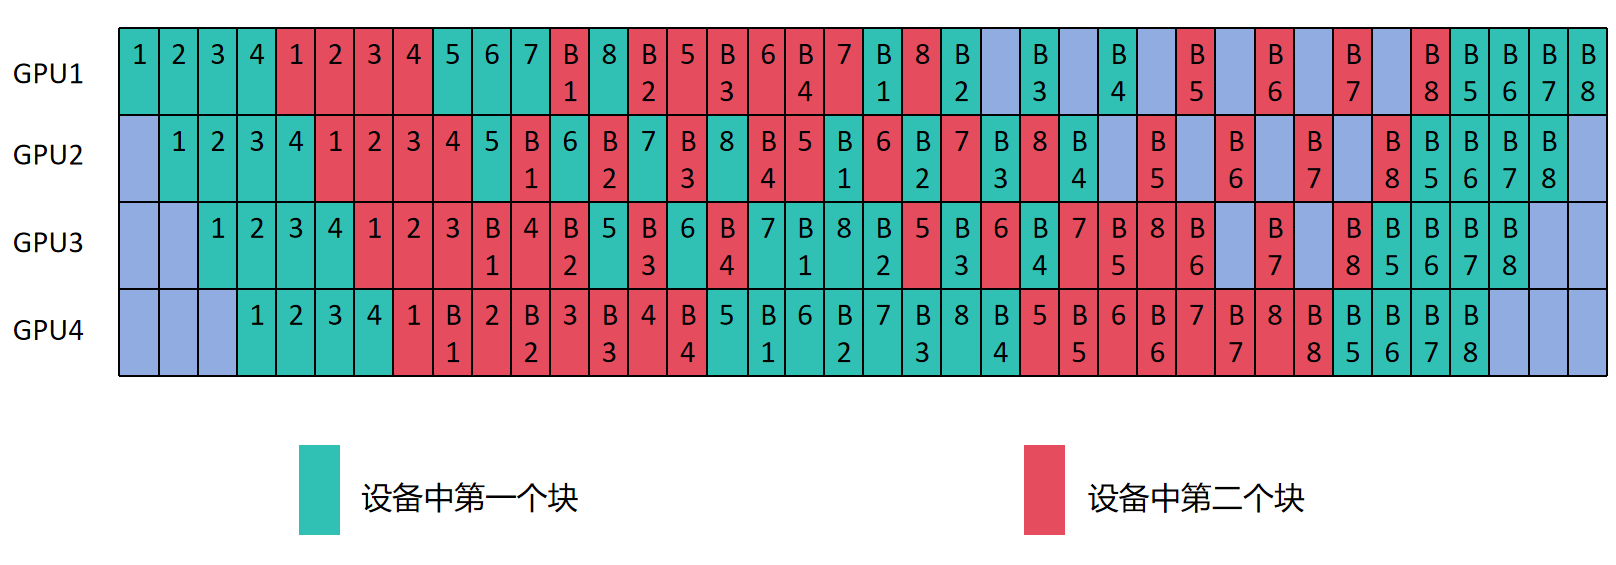 GPU1 1 2 3 4 1 2 3 4 5 6 7 B1 8 B2 5 B3 6 B4 7 B1 8 B2 B3 B4 B5 B6 B7 B8 B5 B6 B7 B8
GPU2 1 2 3 4 1 2 3 4 5 B1 6 B2 7 B3 8 B4 5 B1 6 B2 7 B3 8 B4 B5 B6 B7 B8 B5 B6 B7 B8
GPU3 1 2 3 4 1 2 3 B1 4 B2 5 B3 6 B4 7 B1 8 B2 5 B3 6 B4 7 B5 8 B6 B7 B8 B5 B6 B7 B8
GPU4 1 2 3 4 1 B1 2 B2 3 B3 4 B4 5 B1 6 B2 7 B3 8 B4 5 B5 6 B6 7 B7 8 B8 B5 B6 B7 B8
设备中第一个块 设备中第二个块